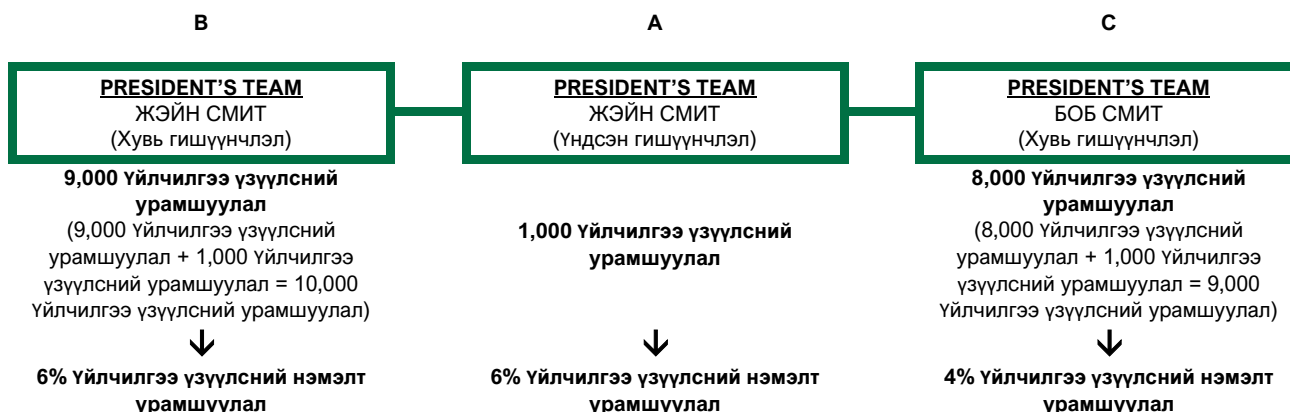 B
PRESIDENT’S TEAM
ЖЭЙН СМИТ
(Хувь гишүүнчлэл)
9,000 Үйлчилгээ үзүүлсний
урамшуулал
(9,000 Үйлчилгээ үзүүлсний
урамшуулал + 1,000 Үйлчилгээ
үзүүлсний урамшуулал = 10,000
Үйлчилгээ үзүүлсний урамшуулал)
6% Үйлчилгээ үзүүлсний нэмэлт
урамшуулал
A
PRESIDENT’S TEAM
ЖЭЙН СМИТ
(Үндсэн гишүүнчлэл)
1,000 Үйлчилгээ үзүүлсний
урамшуулал
6% Үйлчилгээ үзүүлсний нэмэлт
урамшуулал
C
PRESIDENT’S TEAM
БОБ СМИТ
(Хувь гишүүнчлэл)
8,000 Үйлчилгээ үзүүлсний
урамшуулал
(8,000 Үйлчилгээ үзүүлсний
урамшуулал + 1,000 Үйлчилгээ
үзүүлсний урамшуулал = 9,000
Үйлчилгээ үзүүлсний урамшуулал)
4% Үйлчилгээ үзүүлсний нэмэлт
урамшуулал